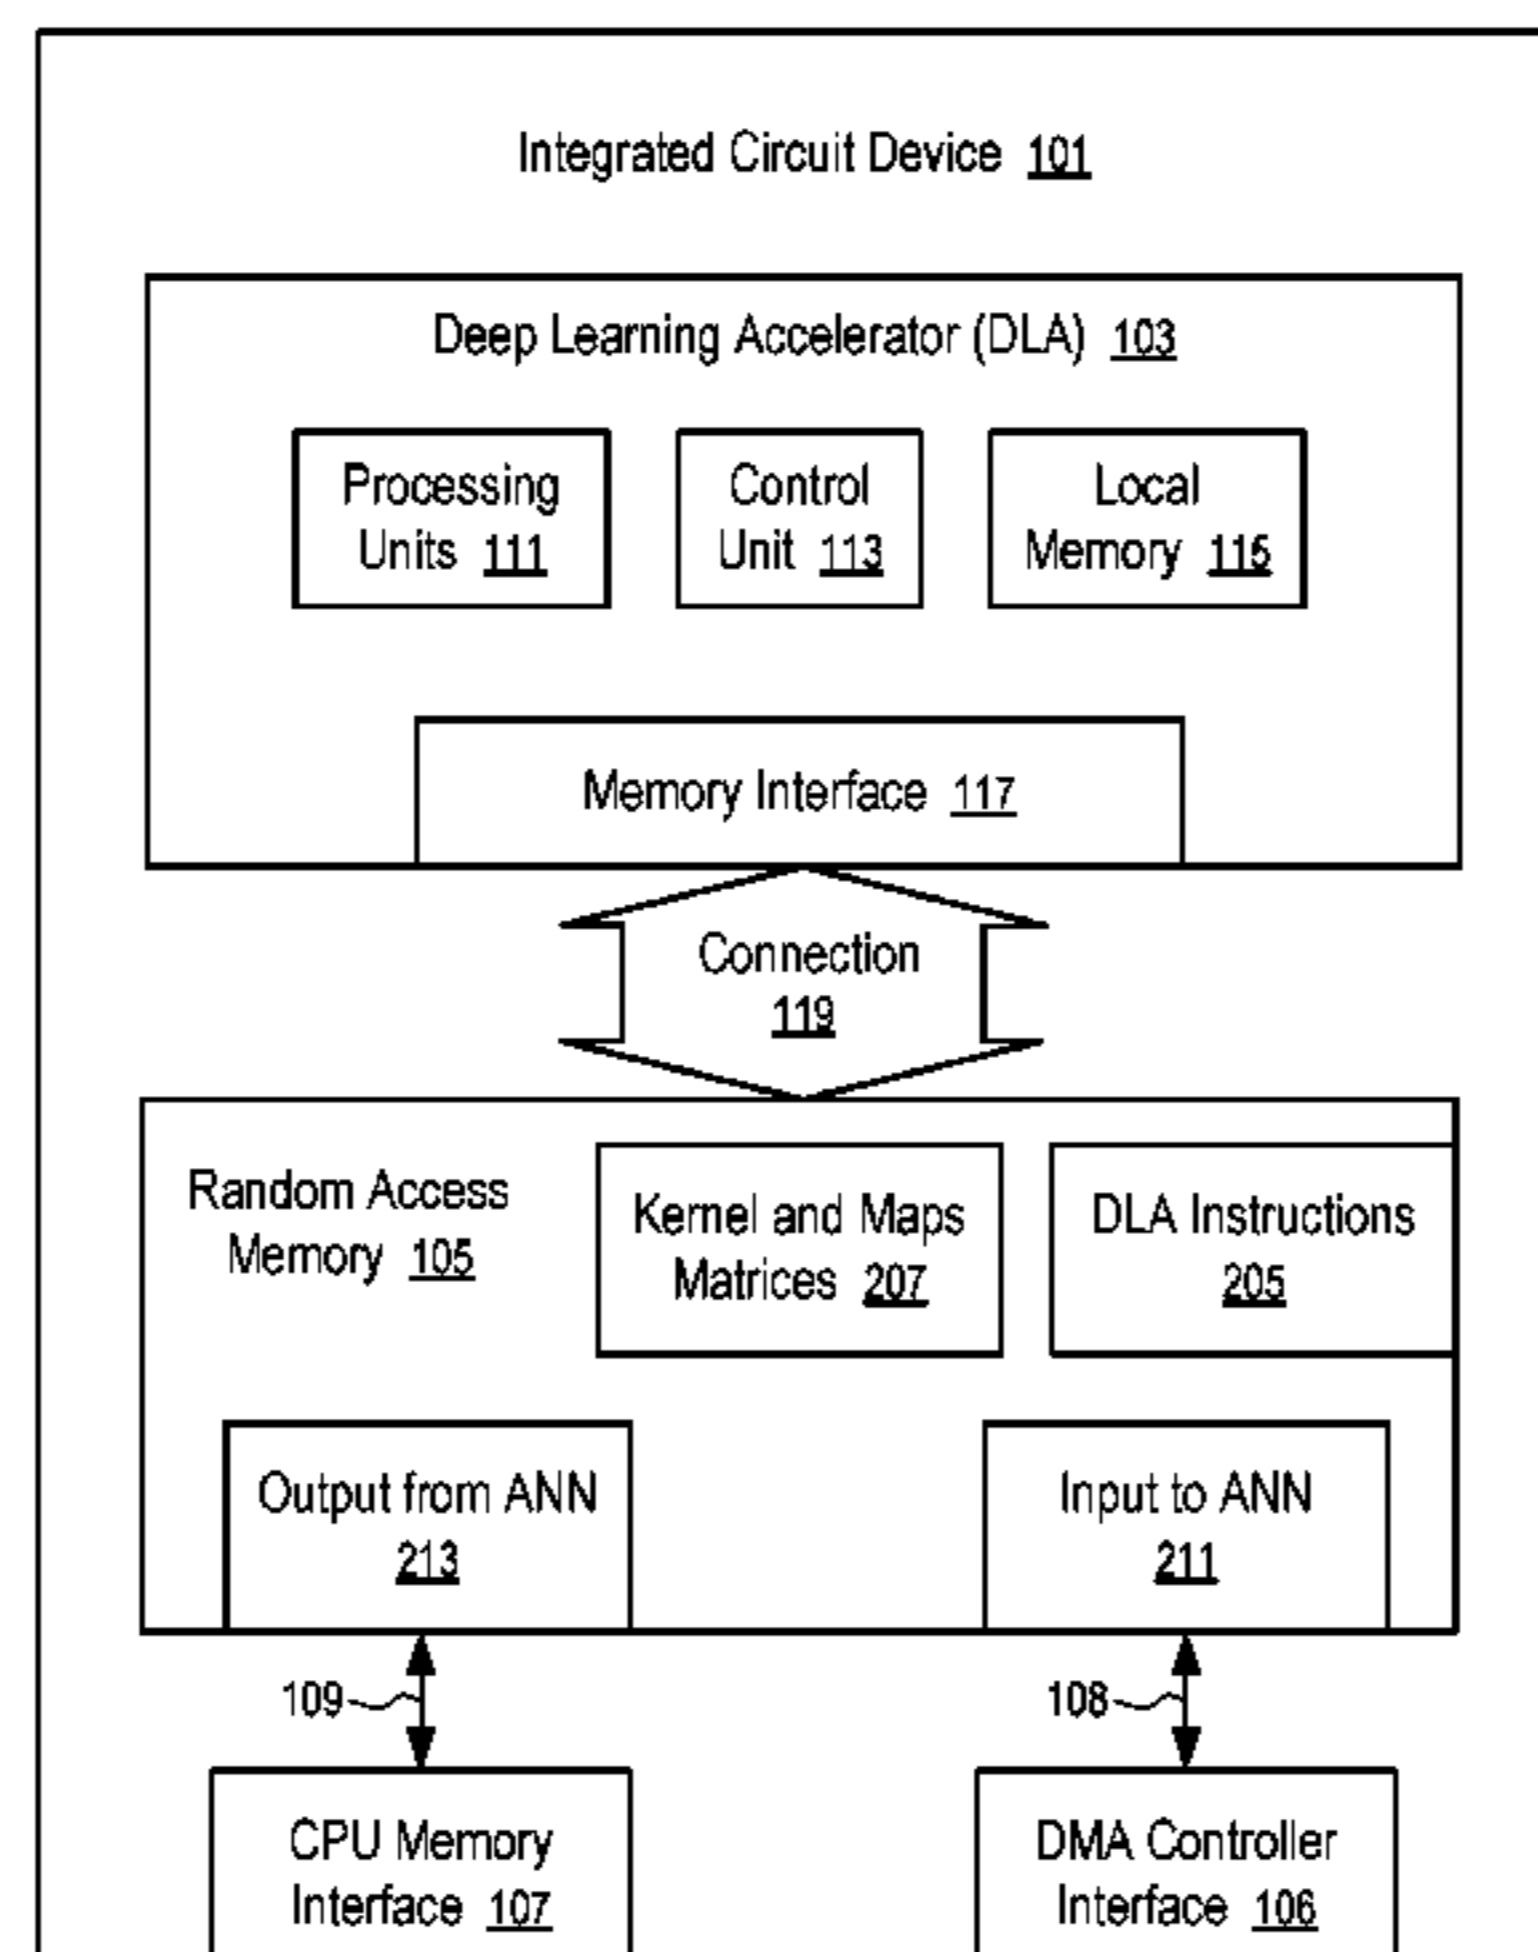 Integrated Circuit Device 101
Deep Learning Accelerator (DLA) 103
Processing
Units 111
Control
Unit 113
Local
Memory 115
Memory Interface 117
Connection
119
Random Access
Memory 105
Kernel and Maps
Matrices 207
DLA Instructions
205
Output from ANN
213
Input to ANN
211
109
108
CPU Memory
Interface 107
DMA Controller
Interface 106